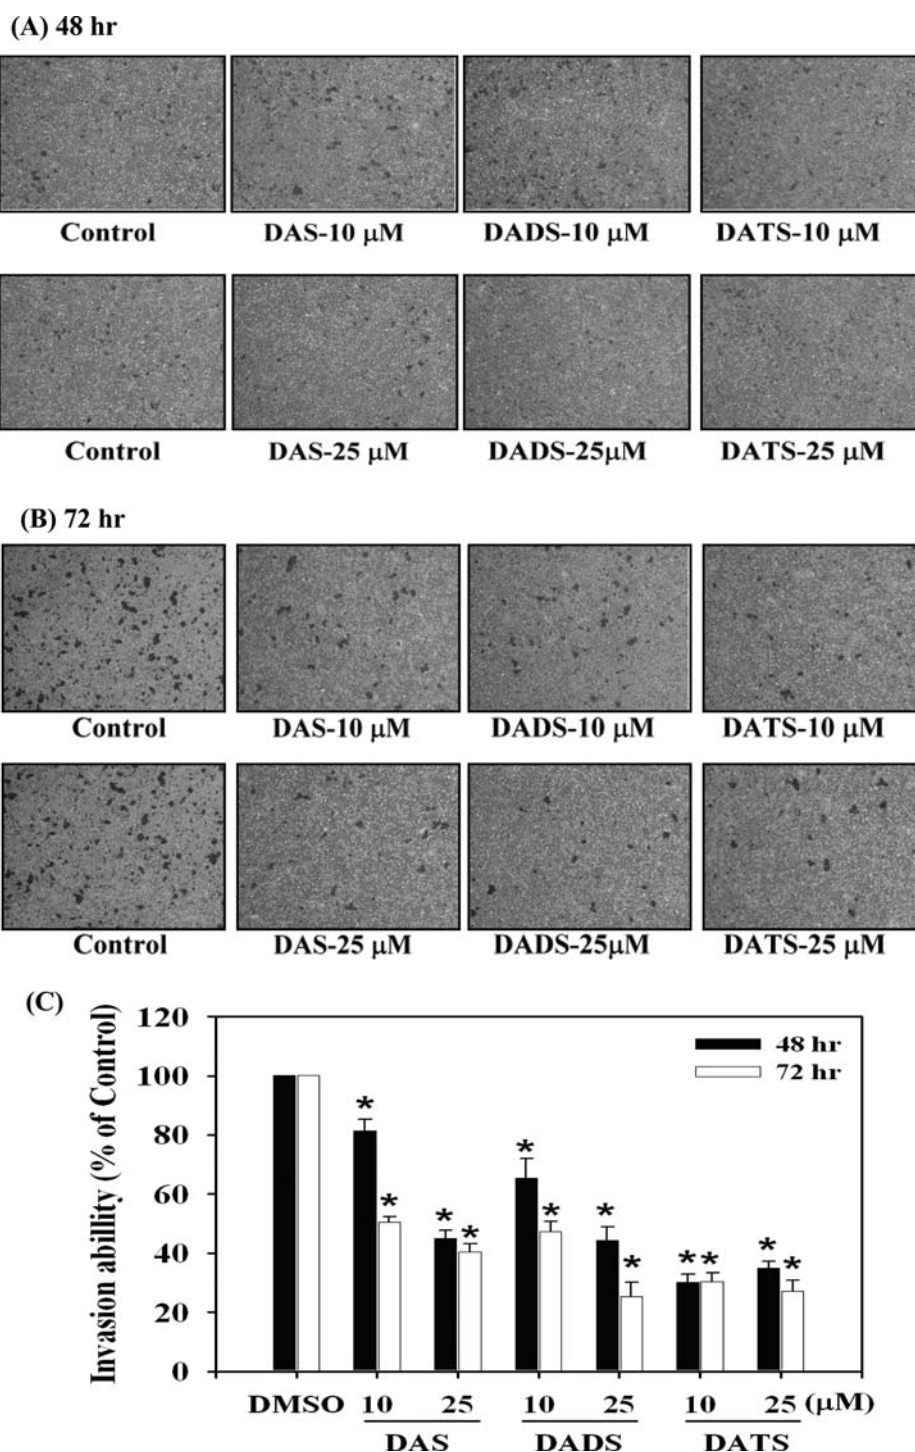 (A) 48 hr
Control DAS-10 μM DADS-10 μM DATS-10 μM
Control DAS-25 μM DADS-25μM DATS-25 μM
(B) 72 hr
Control DAS-10 μM DADS-10 μM DATS-10 μM
Control DAS-25 μM DADS-25μM DATS-25 μM
(C)
Invasion abillity (% of Control)
120
100
80
60
40
20
0
48 hr
72 hr
* * * * * * * * * * * *
DMSO 10 25 10 25 10 25 (μM)
DAS DADS DATS